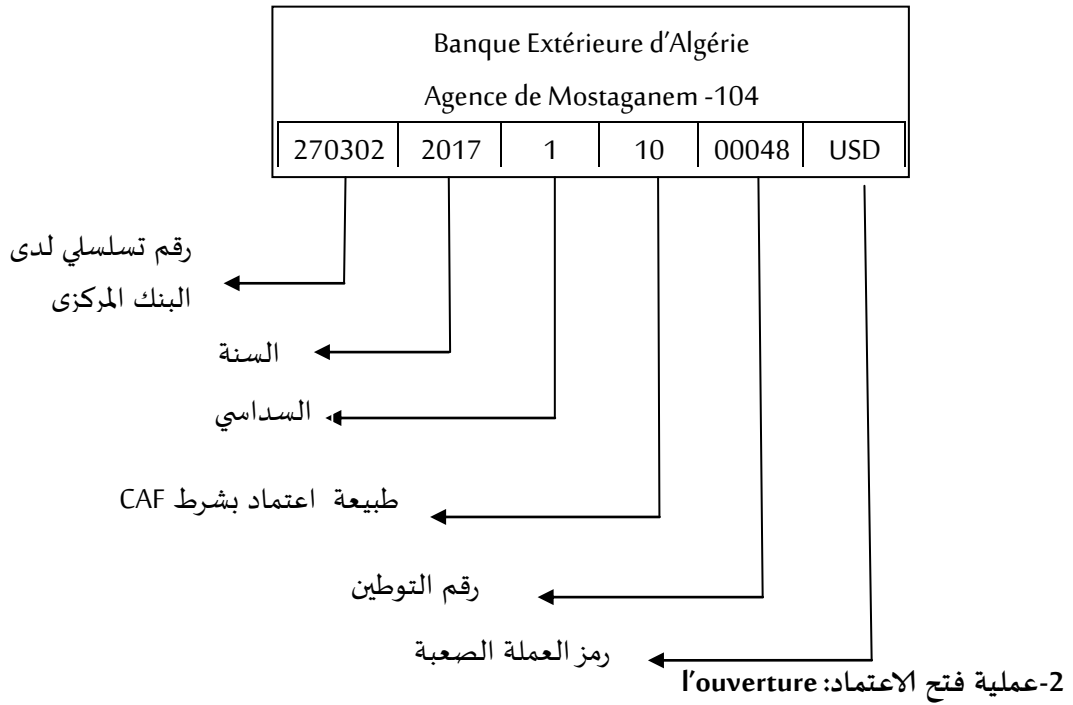 Banque Extérieure d'Algérie
Agence de Mostaganem -104
270302 2017 1 10 00048 USD
رقم تسلسلي لدى
البنك المركزى
السنة
السداسي
طبيعة اعتماد بشرط CAF
رقم التوطين
رمز العملة الصعبة
2-عملية فتح الاعتماد: l'ouverture